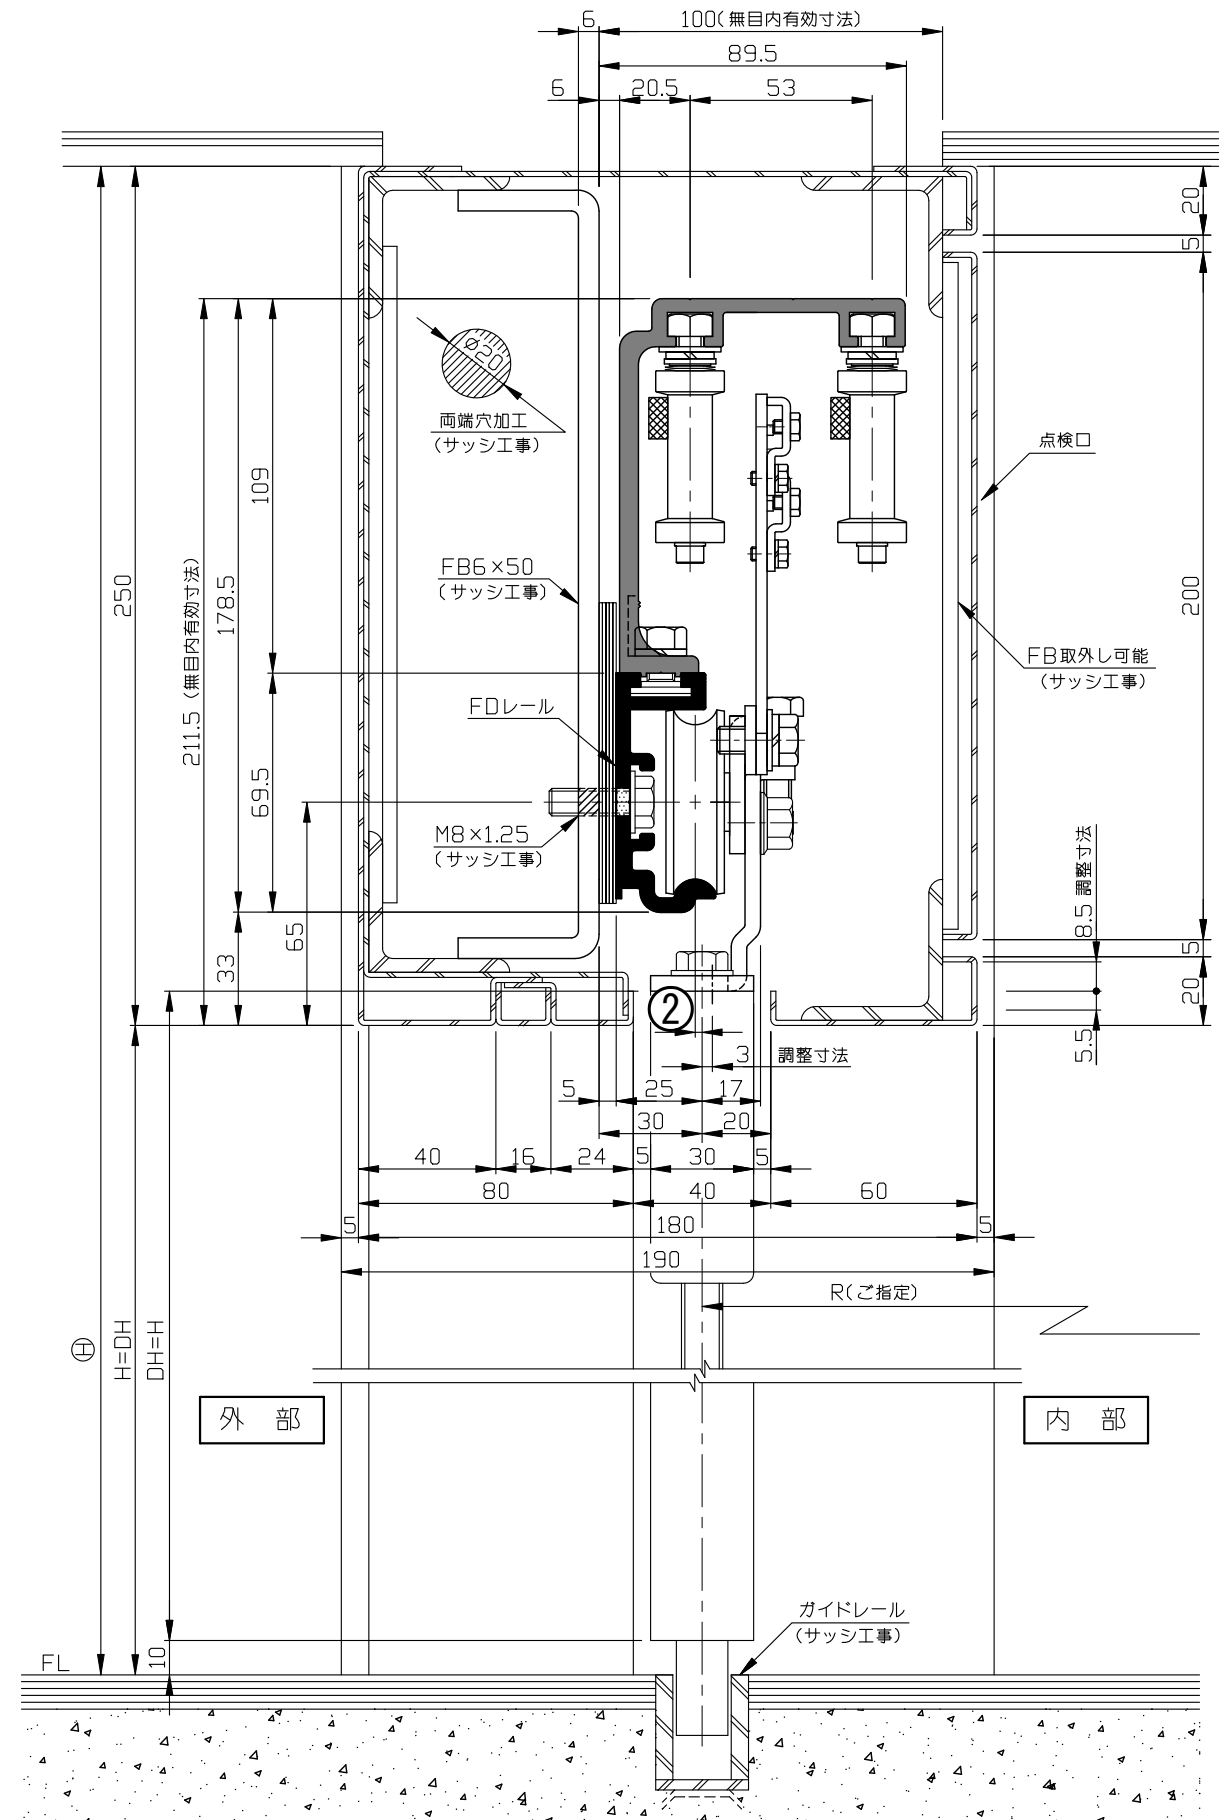 6
100(無目内有効寸法)
89.5
6
20.5
53
20
5
⌀20
両端穴加工
(サッシ工事)
点検口
109
FB6×50
(サッシ工事)
250
211.5 (無目内有効寸法)
178.5
200
FB取外し可能
(サッシ工事)
FDレール
69.5
M8×1.25
(サッシ工事)
8.5 調整寸法
65
33
5
20
②
5.5
3 調整寸法
5
25
17
30
20
40
16
24
5
30
5
80
40
60
5
180
5
190
R(ご指定)
Ⓗ
H=DH
DH=H
外 部
内 部
ガイドレール
(サッシ工事)
FL
10